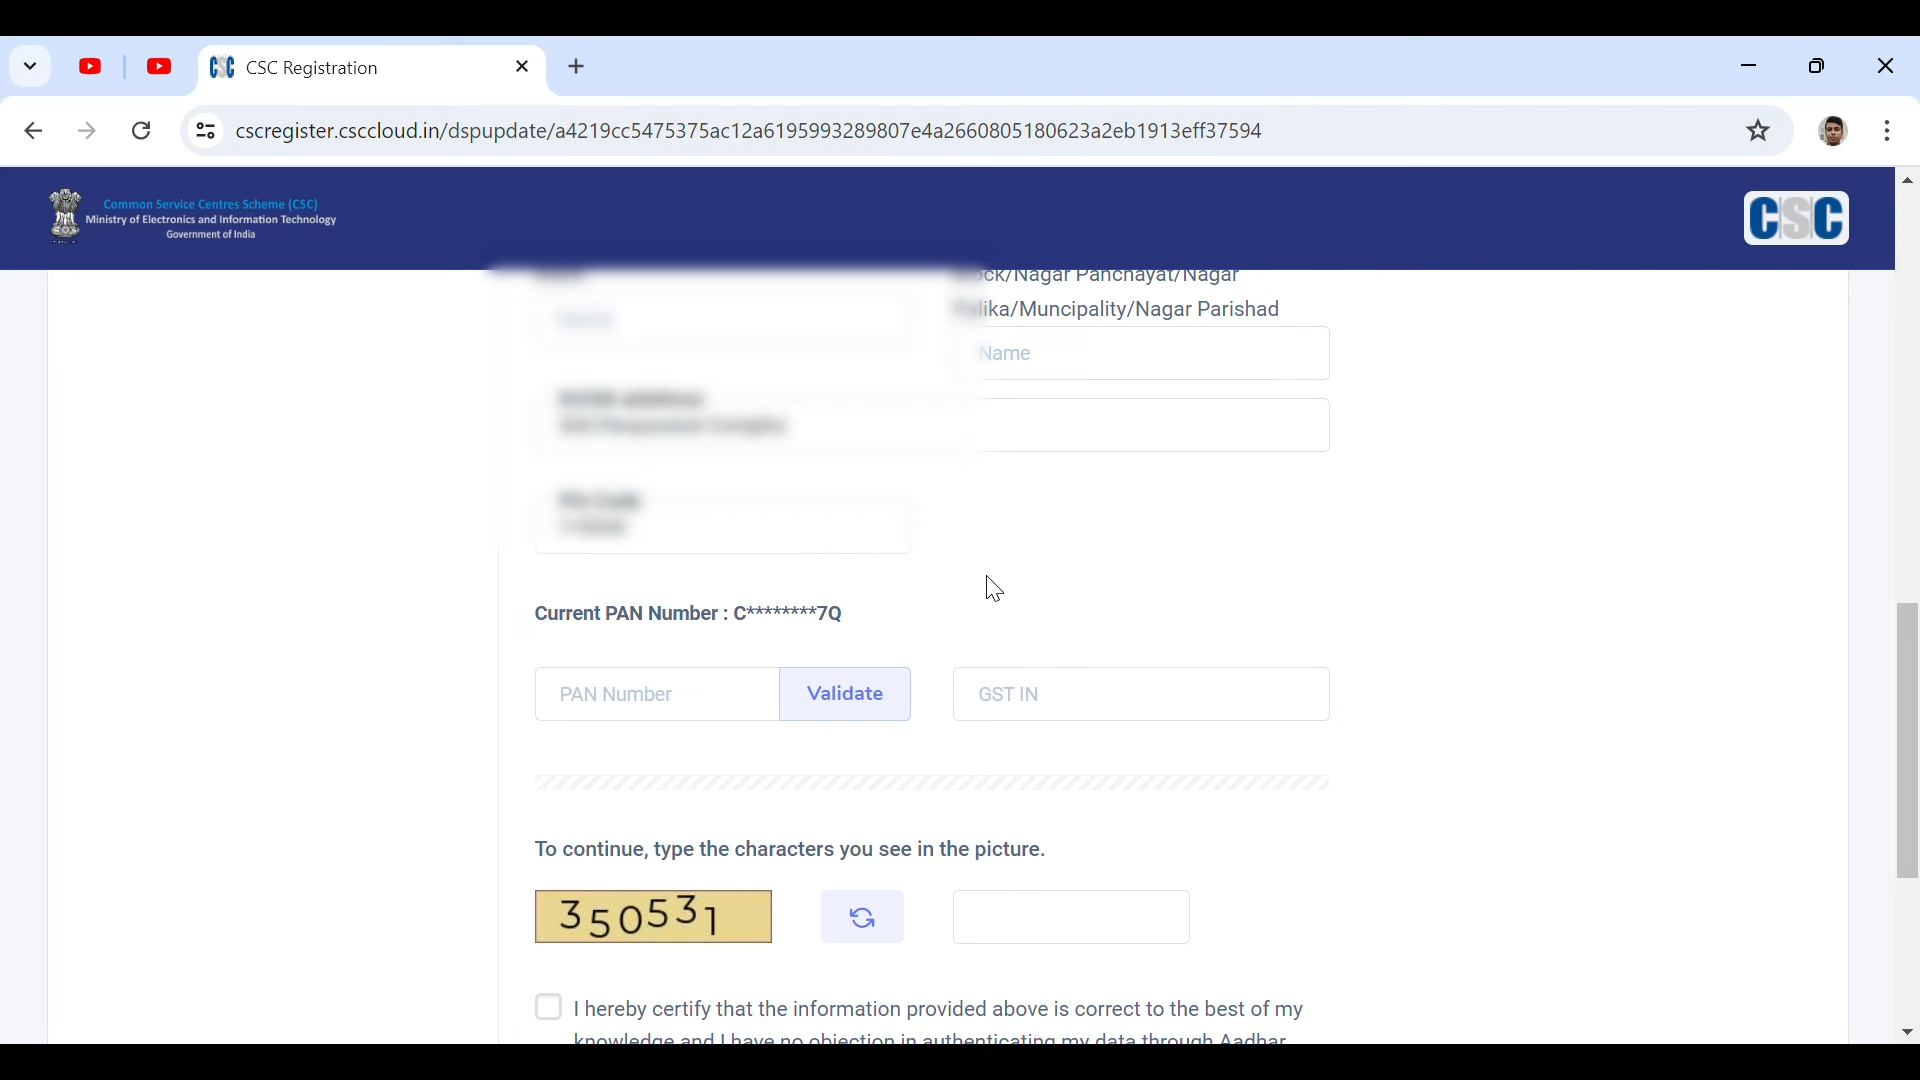 CSC Registration
cscregister.csccloud.in/dspupdate/a4219cc5475375ac12a6195993289807e4a2660805180623a2eb1913eff37594
Common Service Centres Scheme (CSC)
Ministry of Electronics and Information Technology
Government of India
CSC
ck/Nagar Panchayat/Nagar
lika/Muncipality/Nagar Parishad
Name
Pin Code
Current PAN Number : C********7Q
PAN Number Validate GST IN
To continue, type the characters you see in the picture.
350531
I hereby certify that the information provided above is correct to the best of my
knowledge and I have no objection in authenticating my data through Aadhar